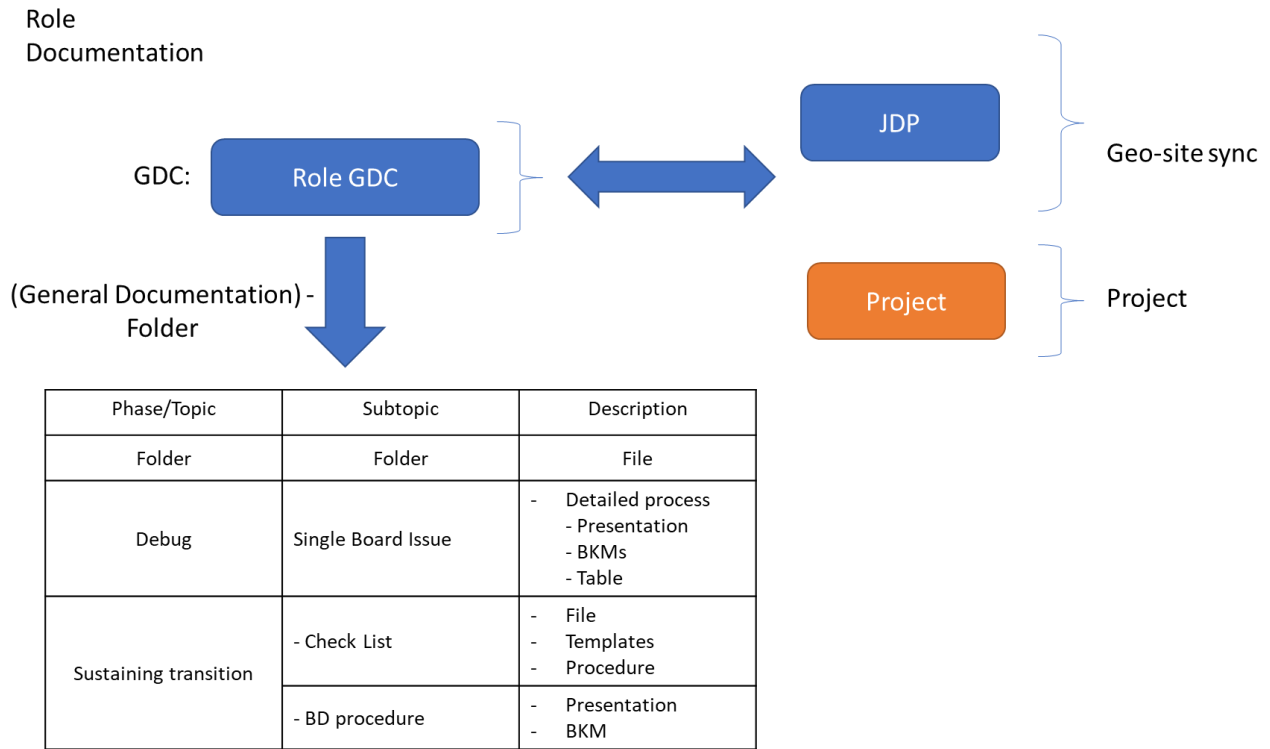 Role
Documentation
JDP
Geo-site sync
GDC:
Role GDC
(General Documentation) -
Folder
Project
Project
Phase/Topic
Subtopic
Description
Folder
Folder
File
Debug
Single Board Issue
- Detailed process
- Presentation
- BKMs
- Table
Sustaining transition
- Check List
- File
- Templates
- Procedure
- BD procedure
- Presentation
- BKM